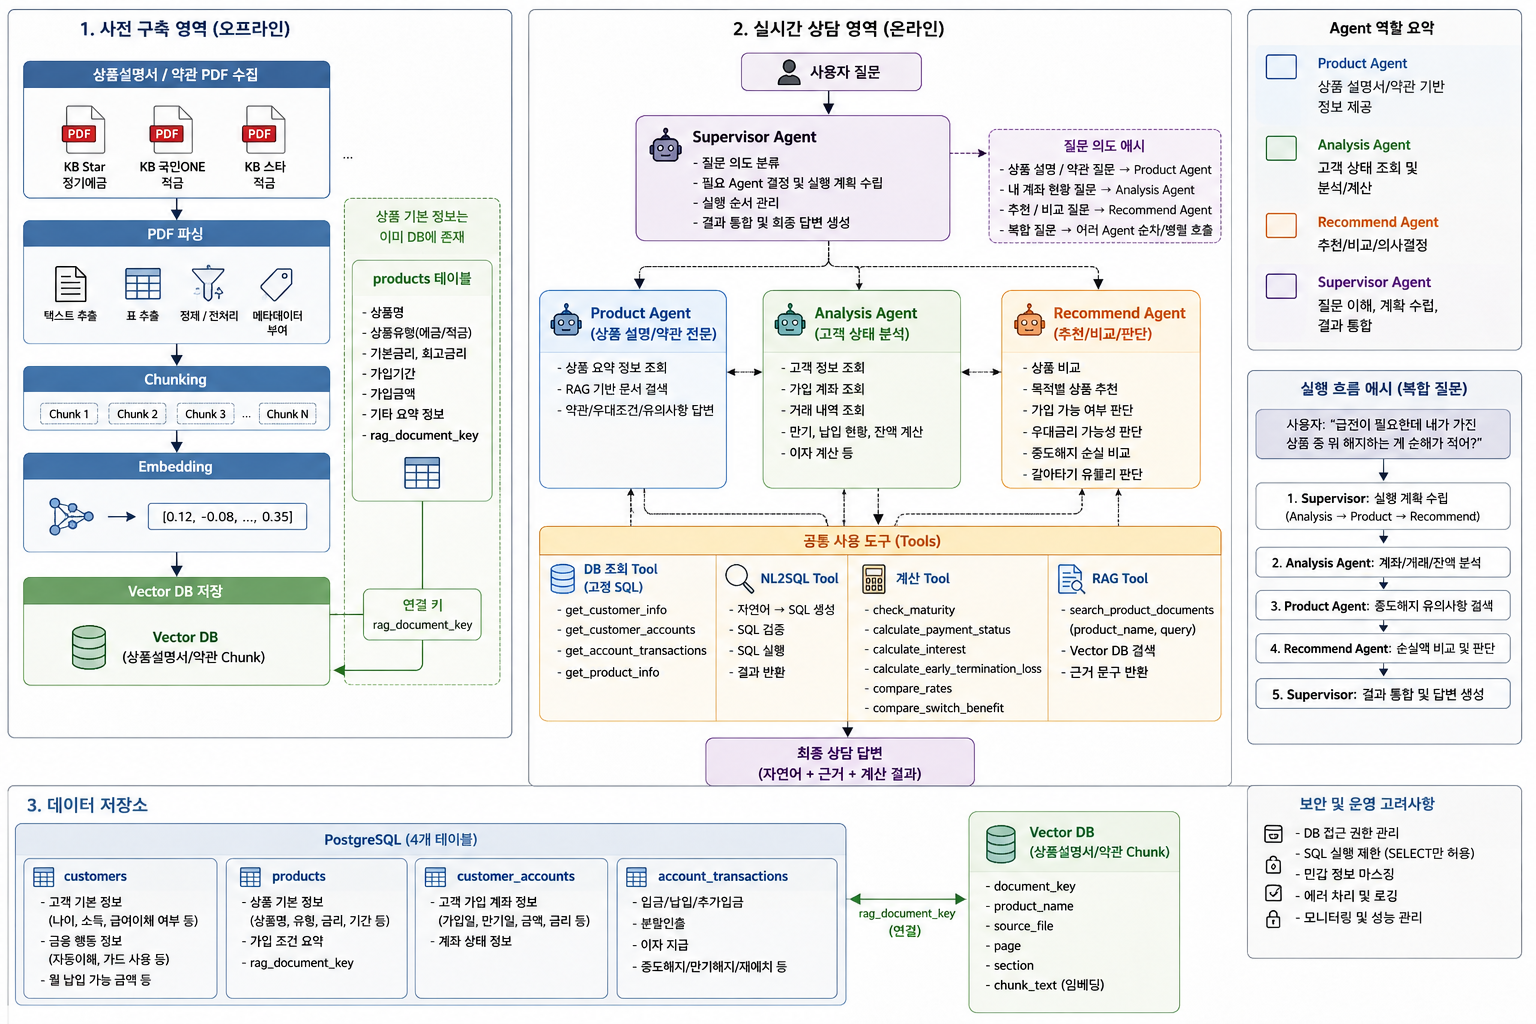 1. 사전 구축 영역 (오프라인)
상품설명서 / 약관 PDF 수집
PDF
PDF
PDF
KB Star
정기에금
KB 국민ONE
적금
KB 스타
적금
...
PDF 파싱
택스트 추출
표 추출
정제 / 전처리
메타데이터
부여
Chunking
Chunk 1
Chunk 2
Chunk 3
...
Chunk N
Embedding
[0.12, -0.08, ..., 0.35]
Vector DB 저장
Vector DB
(상품설명서/약관 Chunk)
상품 기본 정보는
이미 DB에 존재
products 테이블
- 상품명
- 상품유형(에금/적금)
- 기본금리, 회고금리
- 가입기간
- 가입금액
- 기타 요약 정보
- rag_document_key
연결 키
rag_document_key
2. 실시간 상담 영역 (온라인)
사용자 질문
Supervisor Agent
- 질문 의도 분류
- 필요 Agent 결정 및 실행 계획 수립
- 실행 순서 관리
- 결과 통합 및 희종 답변 생성
질문 의도 애시
- 상품 설명 / 약관 질문 → Product Agent
- 내 계좌 현황 질문 → Analysis Agent
- 추천 / 비교 질문 → Recommend Agent
- 복합 질문 → 어러 Agent 순차/병렬 호출
Product Agent
(상품 설명/약관 전문)
- 상품 요약 정보 조회
- RAG 기반 문서 검색
- 약관/우대조건/유의사항 답변
Analysis Agent
(고객 상태 분석)
- 고객 정보 조회
- 가입 계좌 조회
- 거래 내역 조회
- 만기, 납입 현황, 잔액 계산
- 이자 계산 등
Recommend Agent
(추천/비교/판단)
- 상품 비교
- 목적별 상품 추천
- 가입 가능 여부 판단
- 우대금리 가능성 판단
- 중도해지 순실 비교
- 갈아타기 유불리 판단
공통 사용 도구 (Tools)
DB 조회 Tool
(고정 SQL)
- get_customer_info
- get_customer_accounts
- get_account_transactions
- get_product_info
NL2SQL Tool
- 자연어 → SQL 생성
- SQL 검증
- SQL 실행
- 결과 반환
계산 Tool
- check_maturity
- calculate_payment_status
- calculate_interest
- calculate_early_termination_loss
- compare_rates
- compare_switch_benefit
RAG Tool
- search_product_documents
(product_name, query)
- Vector DB 검색
- 근거 문구 반환
최종 상담 답변
(자연어 + 근거 + 계산 결과)
Agent 역할 요악
Product Agent
상품 설명서/약관 기반
정보 제공
Analysis Agent
고객 상태 조회 및
분석/계산
Recommend Agent
추천/비교/의사결정
Supervisor Agent
질문 이해, 계획 수럽,
결과 통합
실행 흐름 애시 (복합 질문)
사용자: “급전이 필요한데 내가 가진
상품 중 뭐 해지하는 게 순해가 적어?”
1. Supervisor: 실행 계획 수립
(Analysis → Product → Recommend)
2. Analysis Agent: 계좌/거래/잔액 분석
3. Product Agent: 중도해지 유의사항 검색
4. Recommend Agent: 순실액 비교 및 판단
5. Supervisor: 결과 통합 및 답변 생성
3. 데이터 저장소
PostgreSQL (4개 테이블)
customers
- 고객 기본 정보
(나이, 소득, 급여이체 여부 등)
- 금융 행동 정보
(자동이해, 가드 사용 등)
- 월 납입 가능 금액 등
products
- 상품 기본 정보
(상품명, 유형, 금리, 기간 등)
- 가입 조건 요약
- rag_document_key
customer_accounts
- 고객 가입 계좌 정보
(가입일, 만기일, 금액, 금리 등)
- 계좌 상태 정보
account_transactions
- 입금/납입/추가입금
- 분말인출
- 이자 지급
- 중도해지/만기해지/재에치 등
rag_document_key
(연결)
Vector DB
(상품설명서/약관 Chunk)
- document_key
- product_name
- source_file
- page
- section
- chunk_text (임베딩)
보안 및 운영 고려사항
- DB 접근 권한 관리
- SQL 실행 제한 (SELECT만 허용)
- 민갑 정보 마스징
- 에러 차리 및 로깅
- 모니터링 및 성능 관리